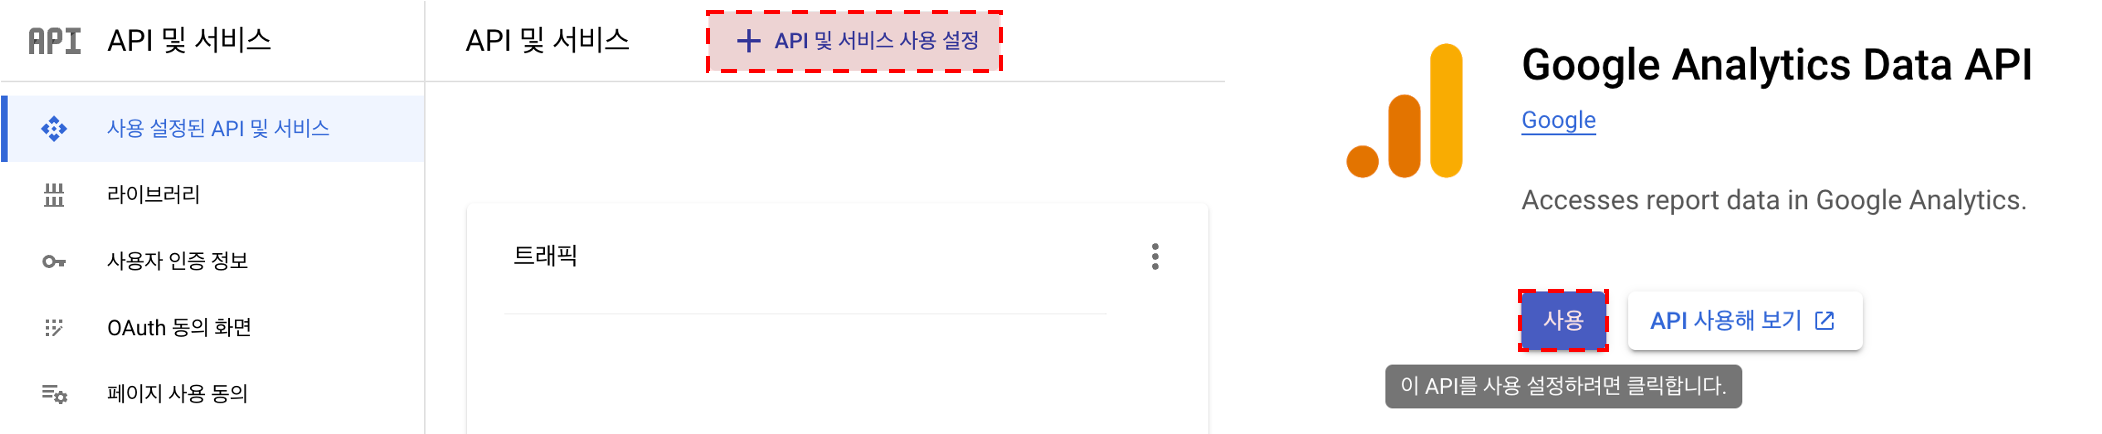 API API 및 서비스
사용 설정된 API 및 서비스
라이브러리
사용자 인증 정보
OAuth 동의 화면
페이지 사용 동의
API 및 서비스
API 및 서비스 사용 설정
트래픽
Google Analytics Data API
Google
Accesses report data in Google Analytics.
사용
API 사용해 보기
이 API를 사용 설정하려면 클릭합니다.